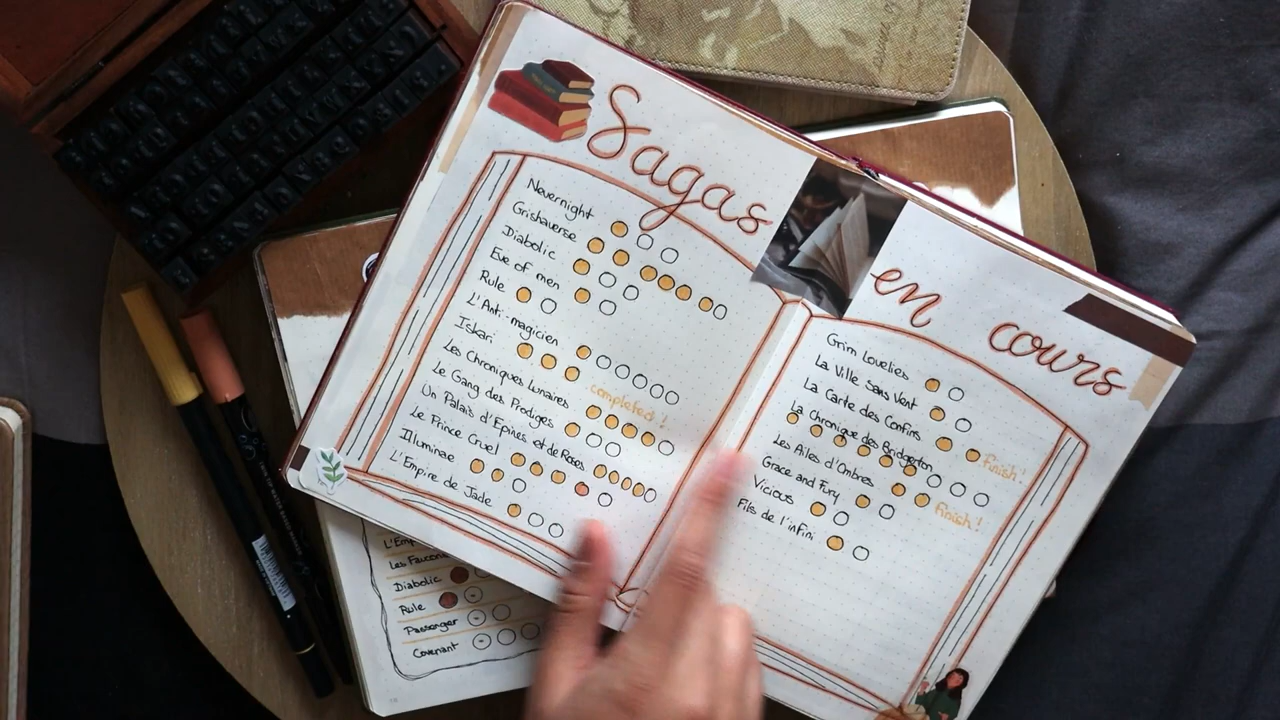 Sagas
Nevernight
Grishaverse
Diabolic
Eve of men
Rule
L'Anti-magicien
Iskari
completed !
Les Chroniques Lunaires
Le Gang des Prodiges
Un Palais d'Épines et de Roses
Le Prince Cruel
Illuminae
L'Empire de Jade
en cours
Grim Lovelies
La Ville sans Vent
La Carte des Confins
finish !
La Chronique des Bridgerton
Les Ailes d'Ombres
finish !
Grace and Fury
Vicious
Fils de l'infini
Les Faucons
Diabolic
Rule
Passenger
Covenant